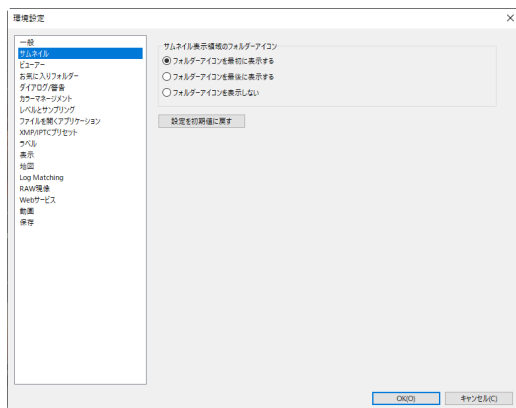 環境設定
一般
サムネイル
ビューアー
お気に入りフォルダー
ダイアログ/警告
カラーマネージメント
レベルとサンプリング
ファイルを開くアプリケーション
XMP/IPTCプリセット
ラベル
表示
地図
Log Matching
RAW現像
Webサービス
動画
保存
サムネイル表示領域のフォルダーアイコン
フォルダーアイコンを最初に表示する
フォルダーアイコンを最後に表示する
フォルダーアイコンを表示しない
設定を初期値に戻す
OK(O)
キャンセル(C)